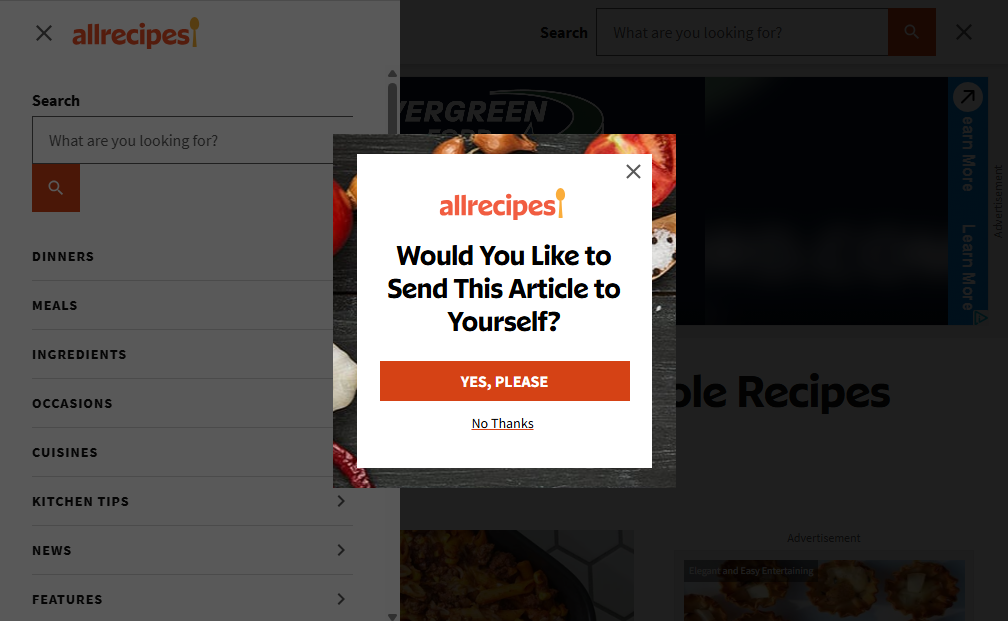 allrecipes
Search
What are you looking for?
DINNERS
MEALS
INGREDIENTS
OCCASIONS
CUISINES
KITCHEN TIPS
NEWS
FEATURES
Search
What are you looking for?
VERGREEN
FORD
earn More
Learn More
Advertisement
allrecipes
Would You Like to
Send This Article to
Yourself?
YES, PLEASE
No Thanks
ole Recipes
Advertisement
Elegant and Easy Entertaining